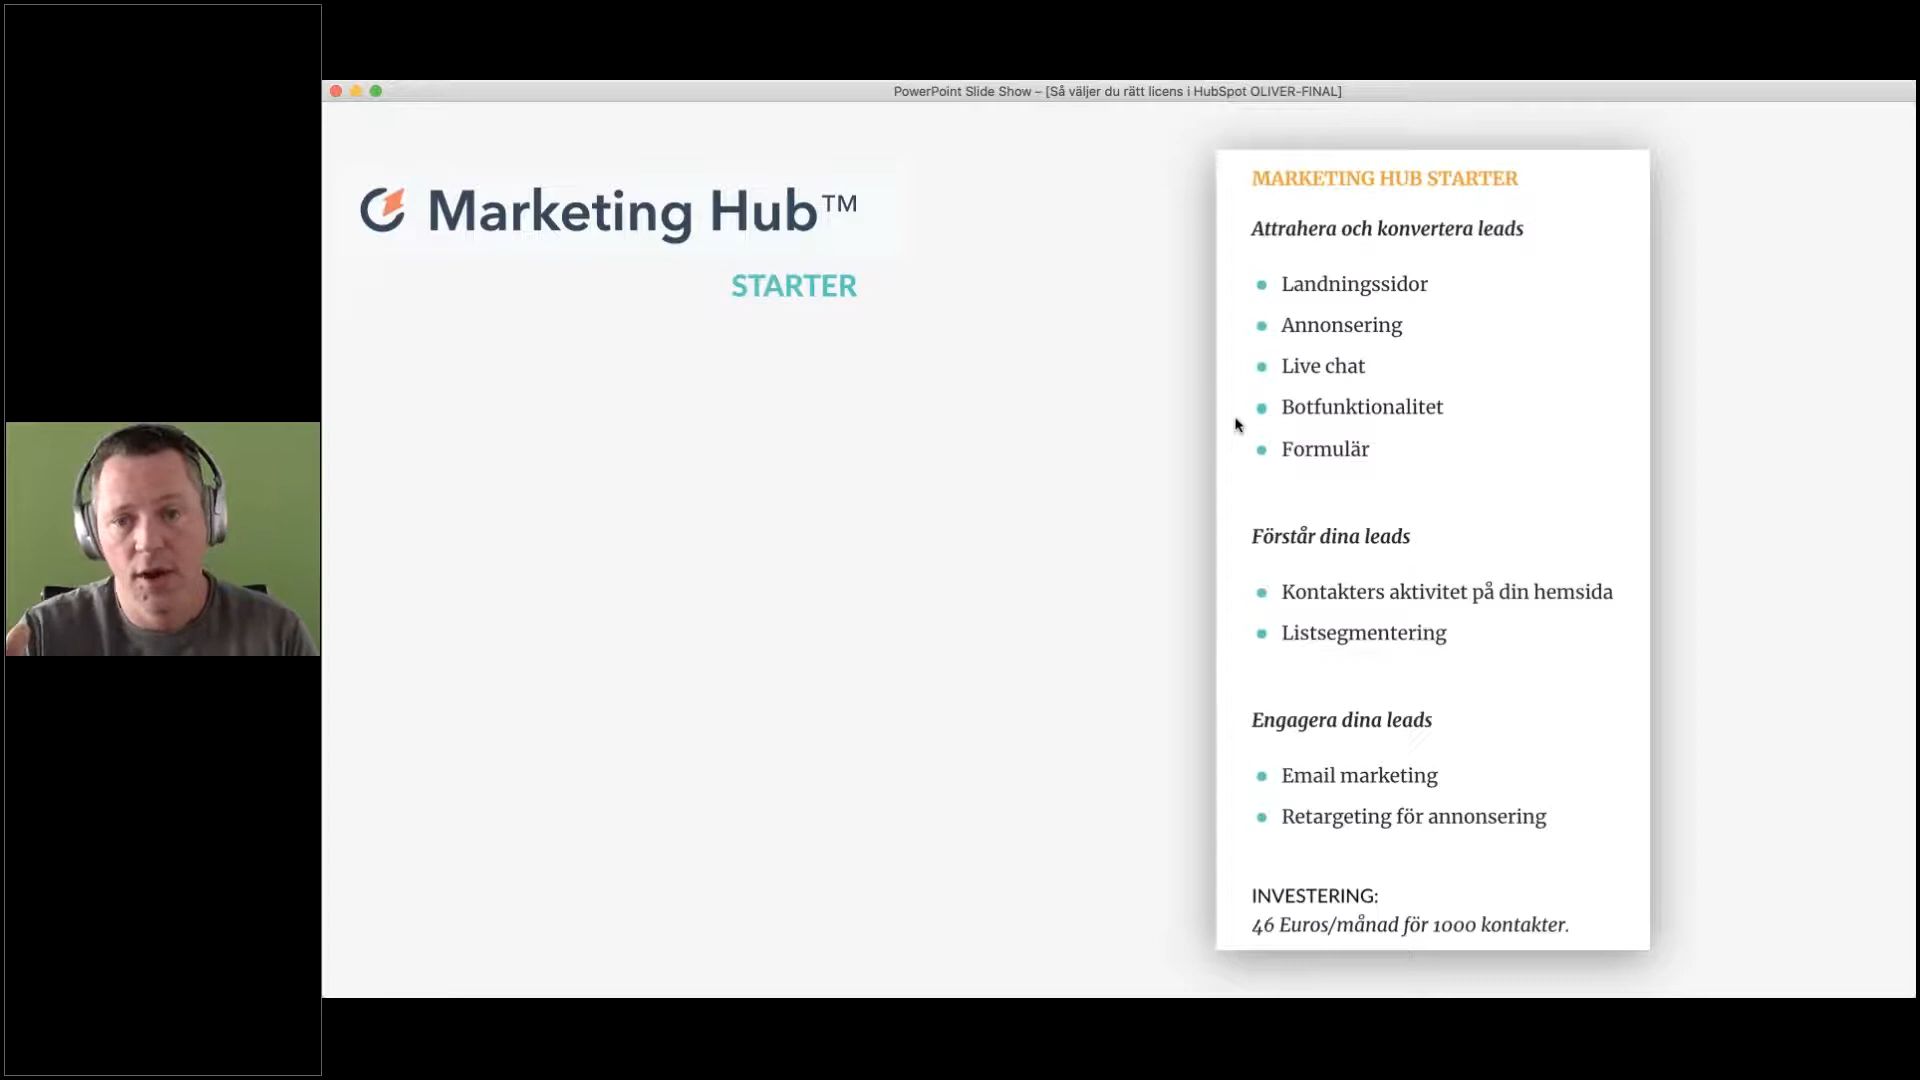 PowerPoint Slide Show – [Så väljer du rätt licens i HubSpot OLIVER-FINAL]
Marketing Hub™
STARTER
MARKETING HUB STARTER
Attrahera och konvertera leads
Landningssidor
Annonsering
Live chat
Botfunktionalitet
Formulär
Förstår dina leads
Kontakters aktivitet på din hemsida
Listsegmentering
Engagera dina leads
Email marketing
Retargeting för annonsering
INVESTERING:
46 Euros/månad för 1000 kontakter.